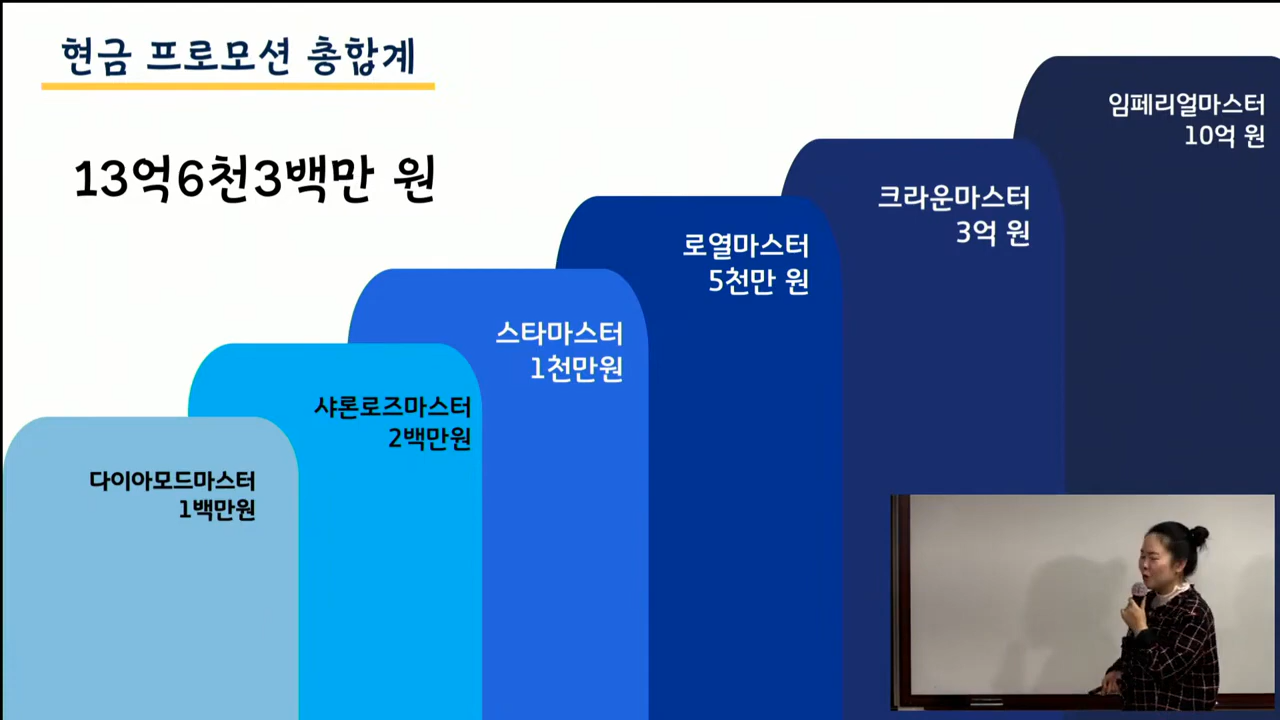 현금 프로모션 총합계
13억6천3백만 원
다이아모드마스터
1백만원
샤론로즈마스터
2백만원
스타마스터
1천만원
로열마스터
5천만 원
크라운마스터
3억 원
임페리얼마스터
10억 원